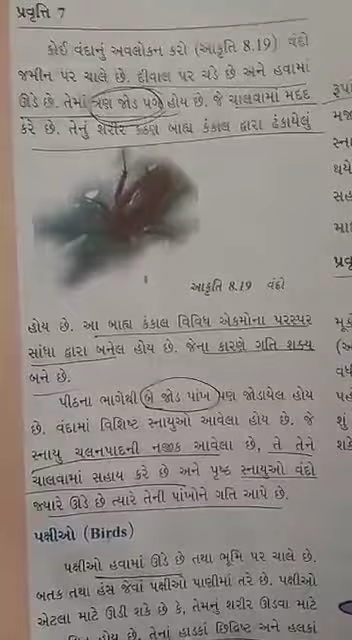 પ્રવૃત્તિ 7
કોઈ વંદાનું અવલોકન કરો (આકૃતિ 8.19) વંદો
જમીન પર ચાલે છે. દીવાલ પર ચડે છે અને હવામાં
ઊડે છે. તેમાં ત્રણ જોડ પગ હોય છે. જે ચાલવામાં મદદ
કરે છે. તેનું શરીર કઠણ બાહ્ય કંકાલ દ્વારા ઢંકાયેલું
આકૃતિ 8.19 વંદો
હોય છે. આ બાહ્ય કંકાલ વિવિધ એકમોના પરસ્પર
સાંધા દ્વારા બનેલ હોય છે. જેના કારણે ગતિ શક્ય
બને છે.
પીઠના ભાગેથી બે જોડ પાંખ પણ જોડાયેલ હોય
છે. વંદામાં વિશિષ્ટ સ્નાયુઓ આવેલા હોય છે. જે
સ્નાયુ ચલનપાદની નજીક આવેલા છે, તે તેને
ચાલવામાં સહાય કરે છે અને પૃષ્ઠ સ્નાયુઓ વંદો
જ્યારે ઊડે છે ત્યારે તેની પાંખોને ગતિ આપે છે.
પક્ષીઓ (Birds)
પક્ષીઓ હવામાં ઊડે છે તથા ભૂમિ પર ચાલે છે.
બતક તથા હંસ જેવાં પક્ષીઓ પાણીમાં તરે છે. પક્ષીઓ
એટલા માટે ઊડી શકે છે કે, તેમનું શરીર ઊડવા માટે
હોય છે. તેનાં હાડકાં છિદ્રિષ્ટ અને હલકાં